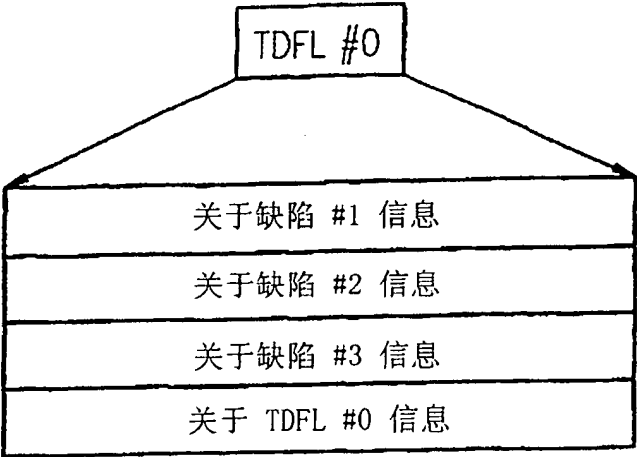 TDFL #0
关于缺陷 #1 信息
关于缺陷 #2 信息
关于缺陷 #3 信息
关于 TDFL #0 信息